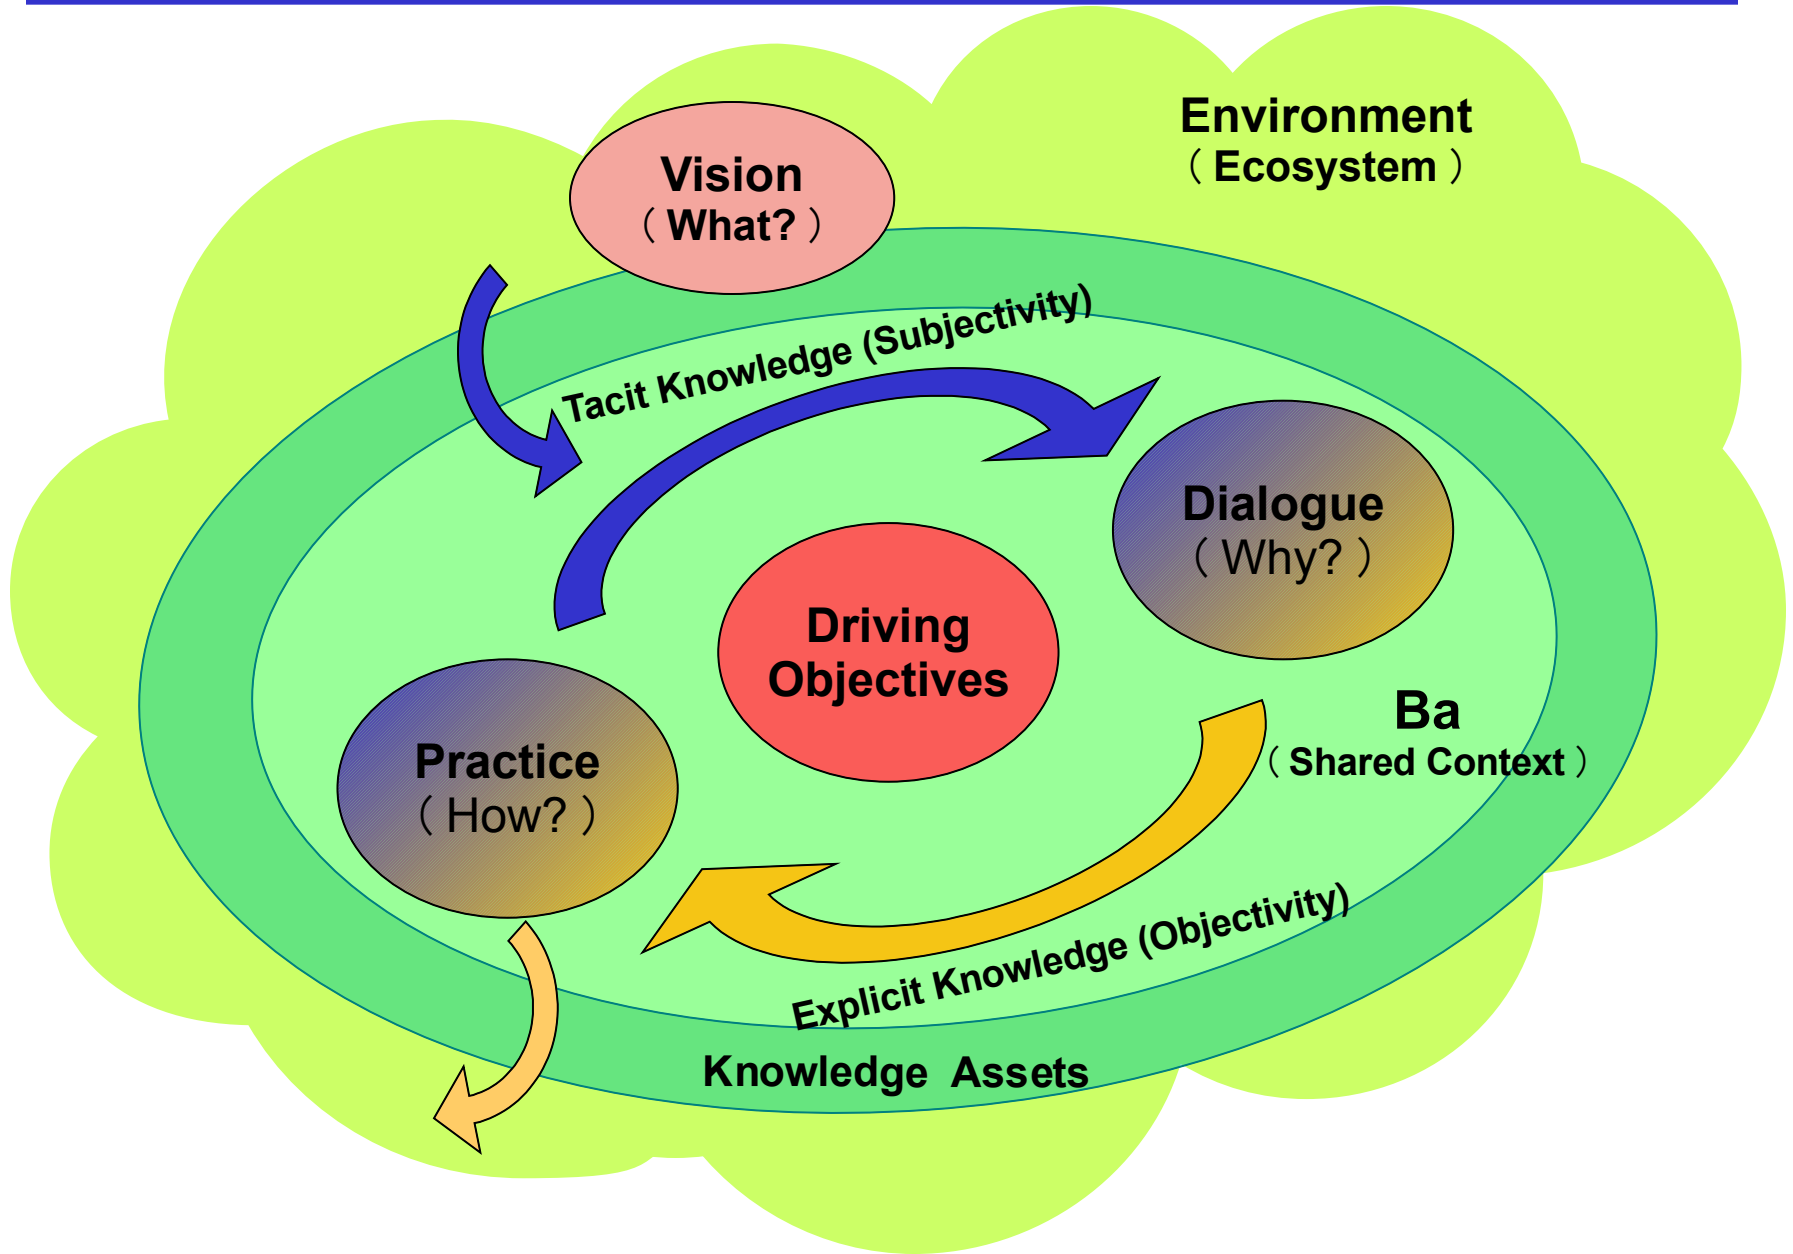 Environment
（Ecosystem）
Vision
（What?）
Tacit Knowledge (Subjectivity)
Dialogue
（Why?）
Driving
Objectives
Ba
（Shared Context）
Practice
（How?）
Explicit Knowledge (Objectivity)
Knowledge Assets